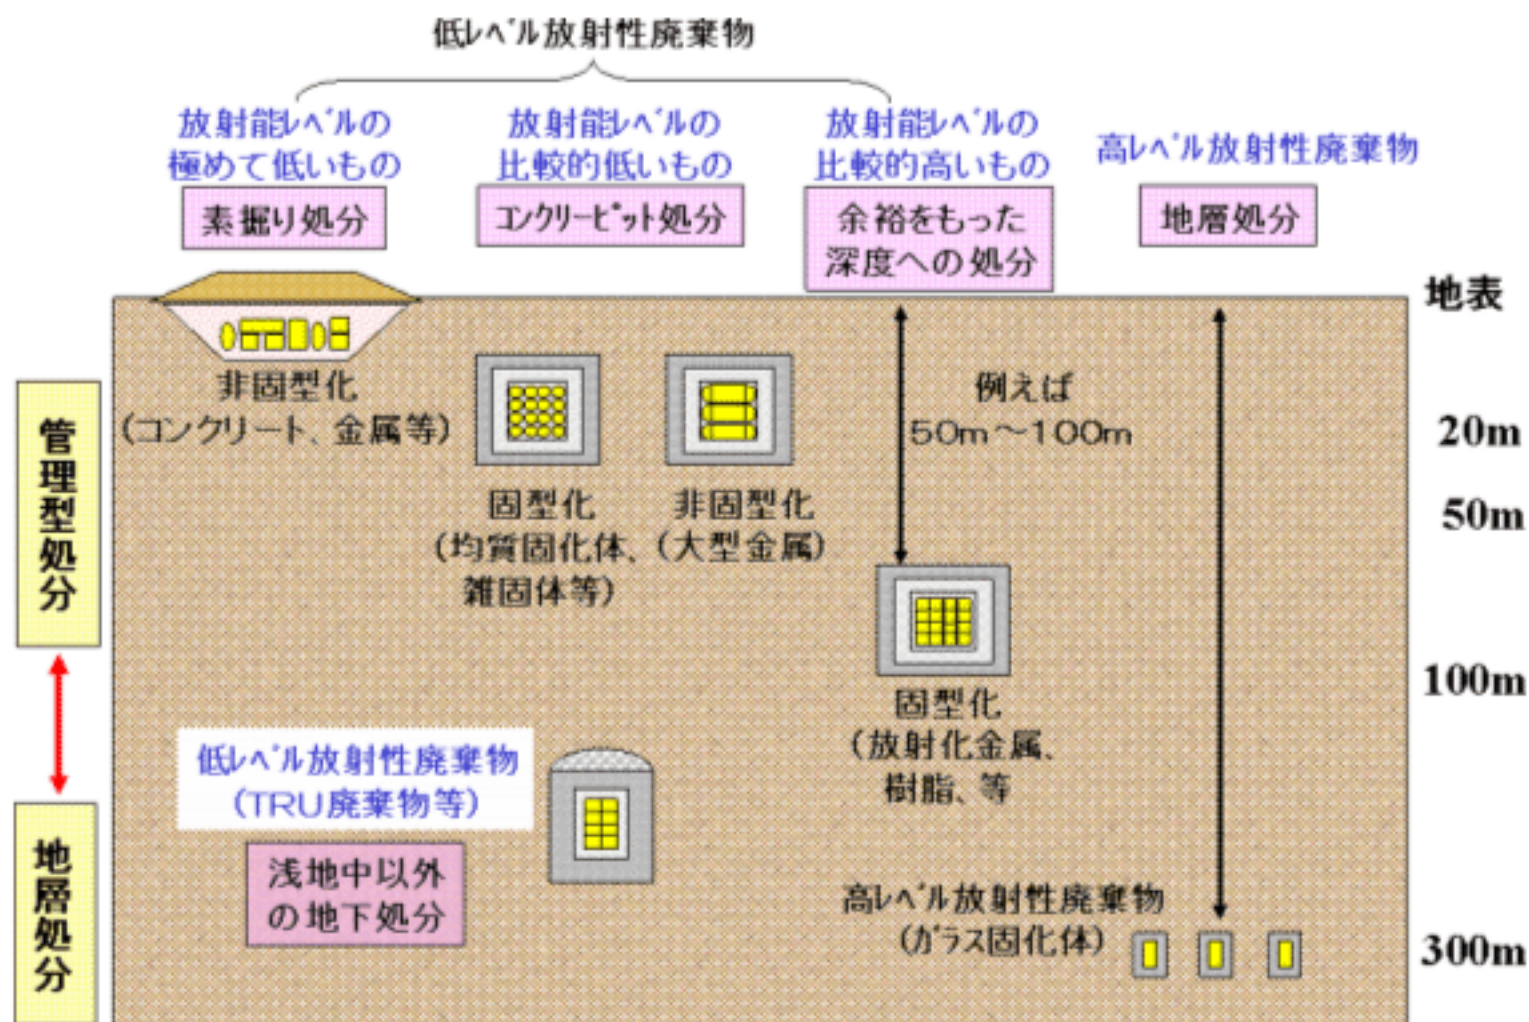 低レベル放射性廃棄物
放射能レベルの
極めて低いもの
素掘り処分
放射能レベルの
比較的低いもの
コンクリーピット処分
放射能レベルの
比較的高いもの
余裕をもった
深度への処分
高レベル放射性廃棄物
地層処分
地表
非固型化
(コンクリート、金属等)
固型化
(均質固化体、
雑固体等)
非固型化
(大型金属)
例えば
50m～100m
20m
50m
管理型処分
固型化
(放射化金属、
樹脂、等
100m
低レベル放射性廃棄物
(TRU廃棄物等)
浅地中以外
の地下処分
地層処分
高レベル放射性廃棄物
(ガラス固化体)
300m